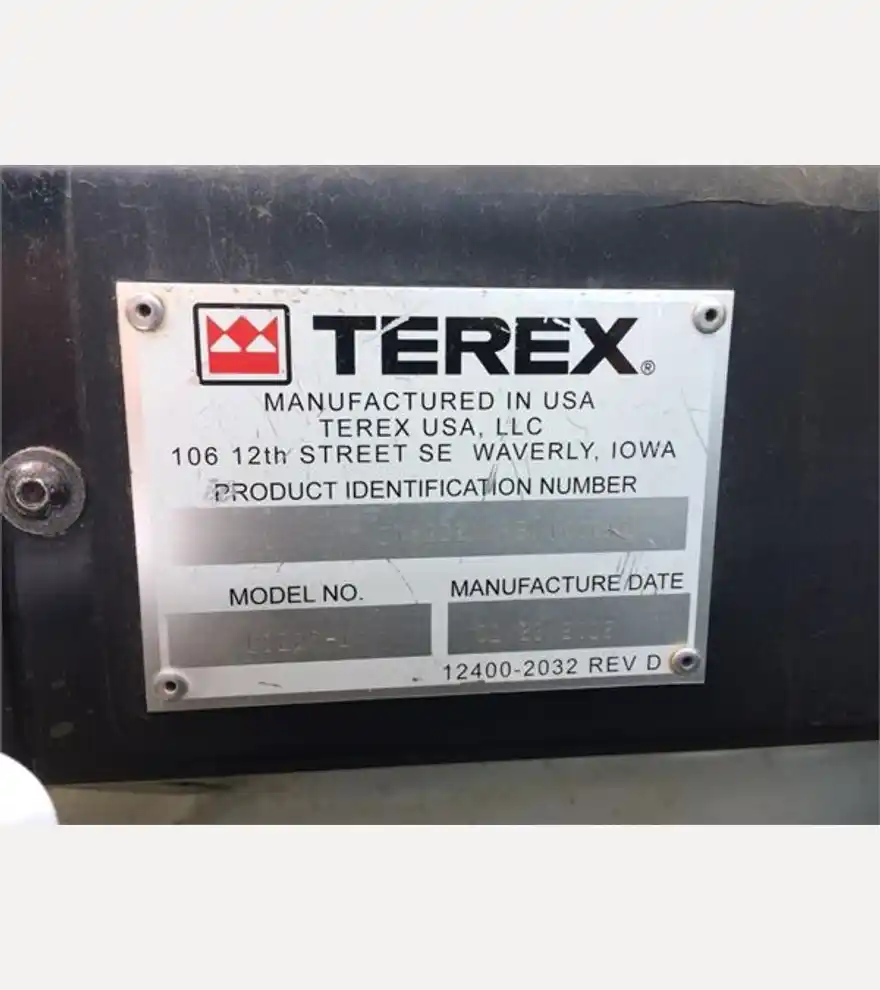 TEREX®
MANUFACTURED IN USA
TEREX USA, LLC
106 12th STREET SE WAVERLY, IOWA
PRODUCT IDENTIFICATION NUMBER
MODEL NO.
MANUFACTURE DATE
12400-2032 REV D